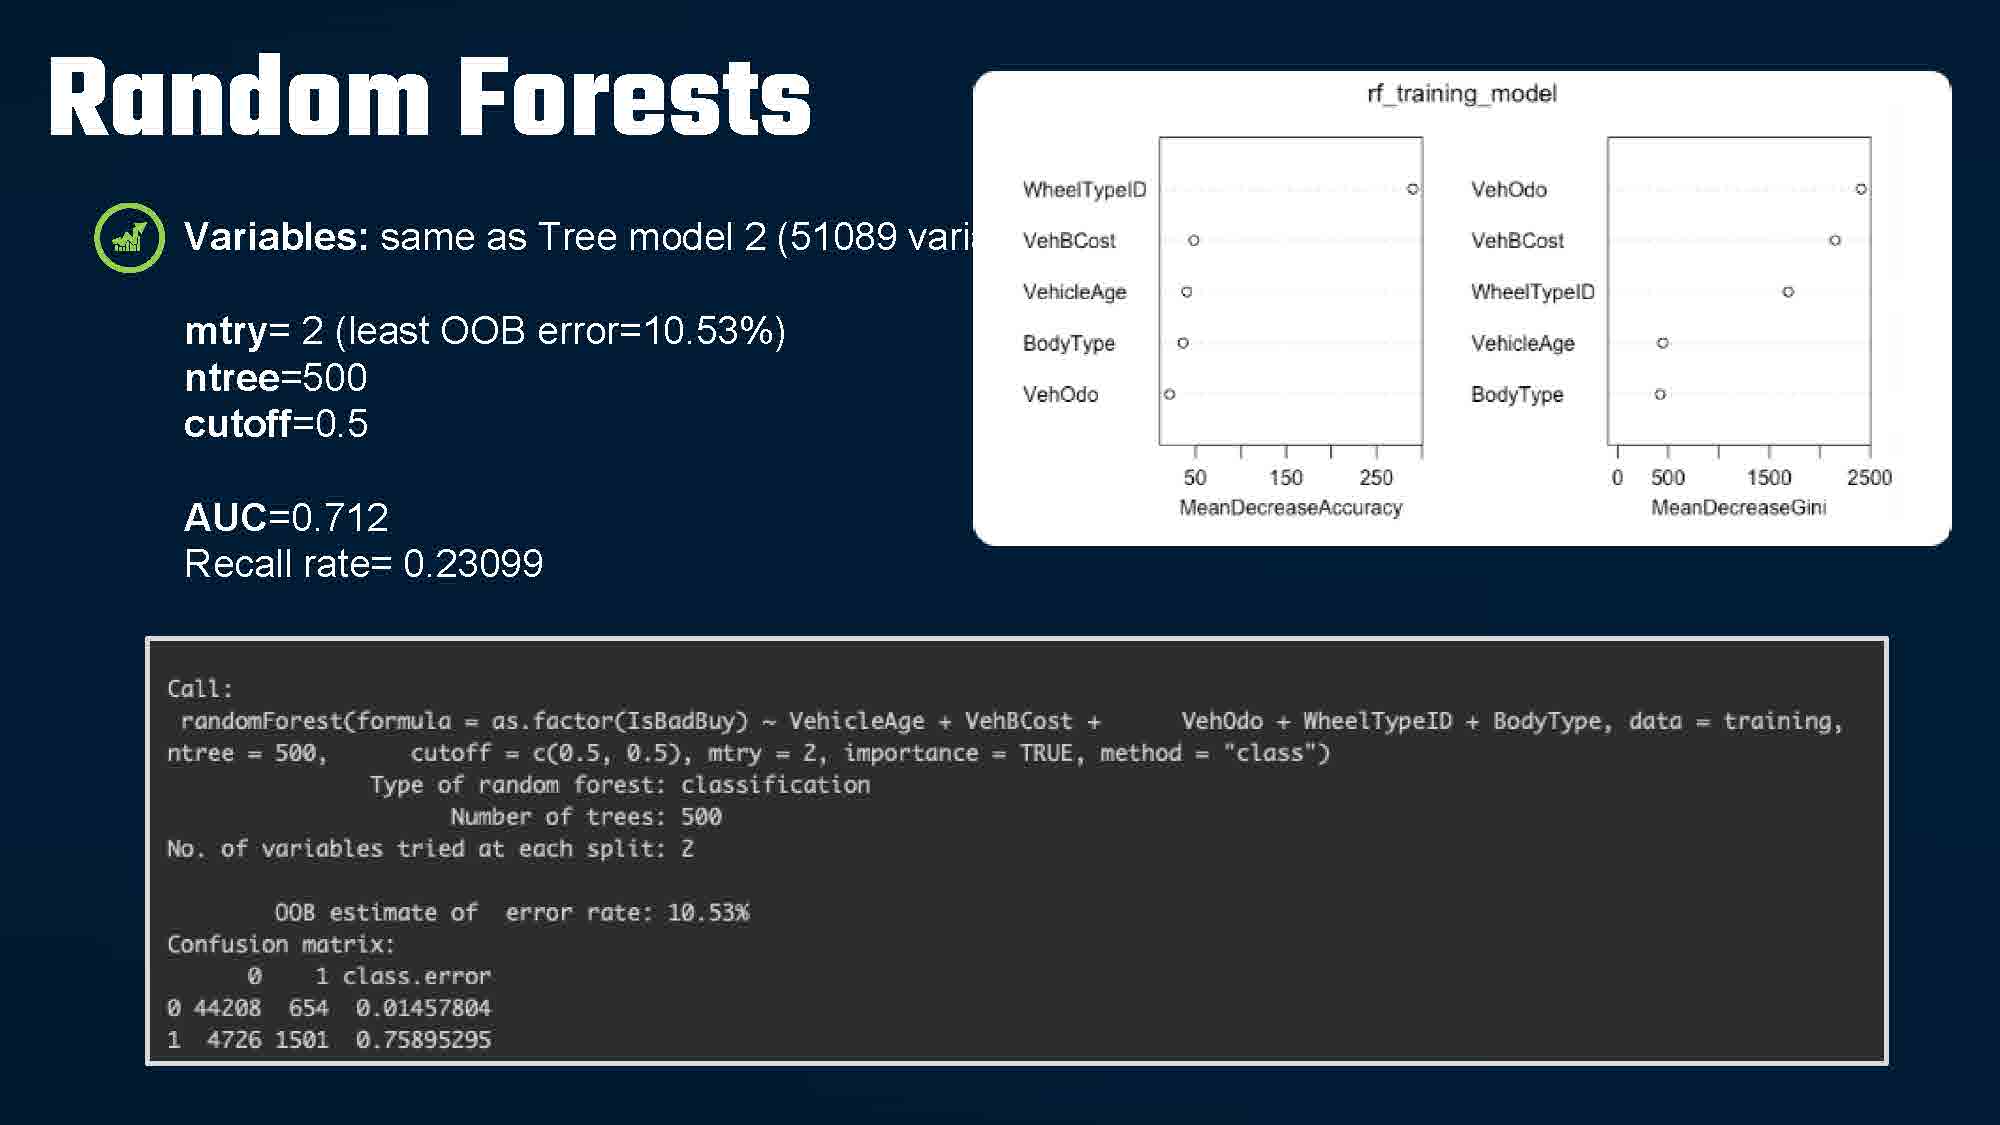 Random Forests
Variables: same as Tree model 2 (51089
mtry= 2 (least OOB error=10.53%)
ntree=500
cutoff=0.5
AUC=0.712
Recall rate= 0.23099
rf_training_model
WheelTypeID
VehBCost
VehicleAge
BodyType
VehOdo
50 150 250
MeanDecreaseAccuracy
VehOdo
VehBCost
WheelTypeID
VehicleAge
BodyType
0 500 1500 2500
MeanDecreaseGini
Call:
randomForest(formula = as.factor(IsBadBuy) ~ VehicleAge + VehBCost + VehOdo + WheelTypeID + BodyType, data = training,
ntree = 500, cutoff = c(0.5, 0.5), mtry = 2, importance = TRUE, method = "class")
Type of random forest: classification
Number of trees: 500
No. of variables tried at each split: 2
OOB estimate of error rate: 10.53%
Confusion matrix:
0 1 class.error
0 44208 654 0.01457804
1 4726 1501 0.75895295